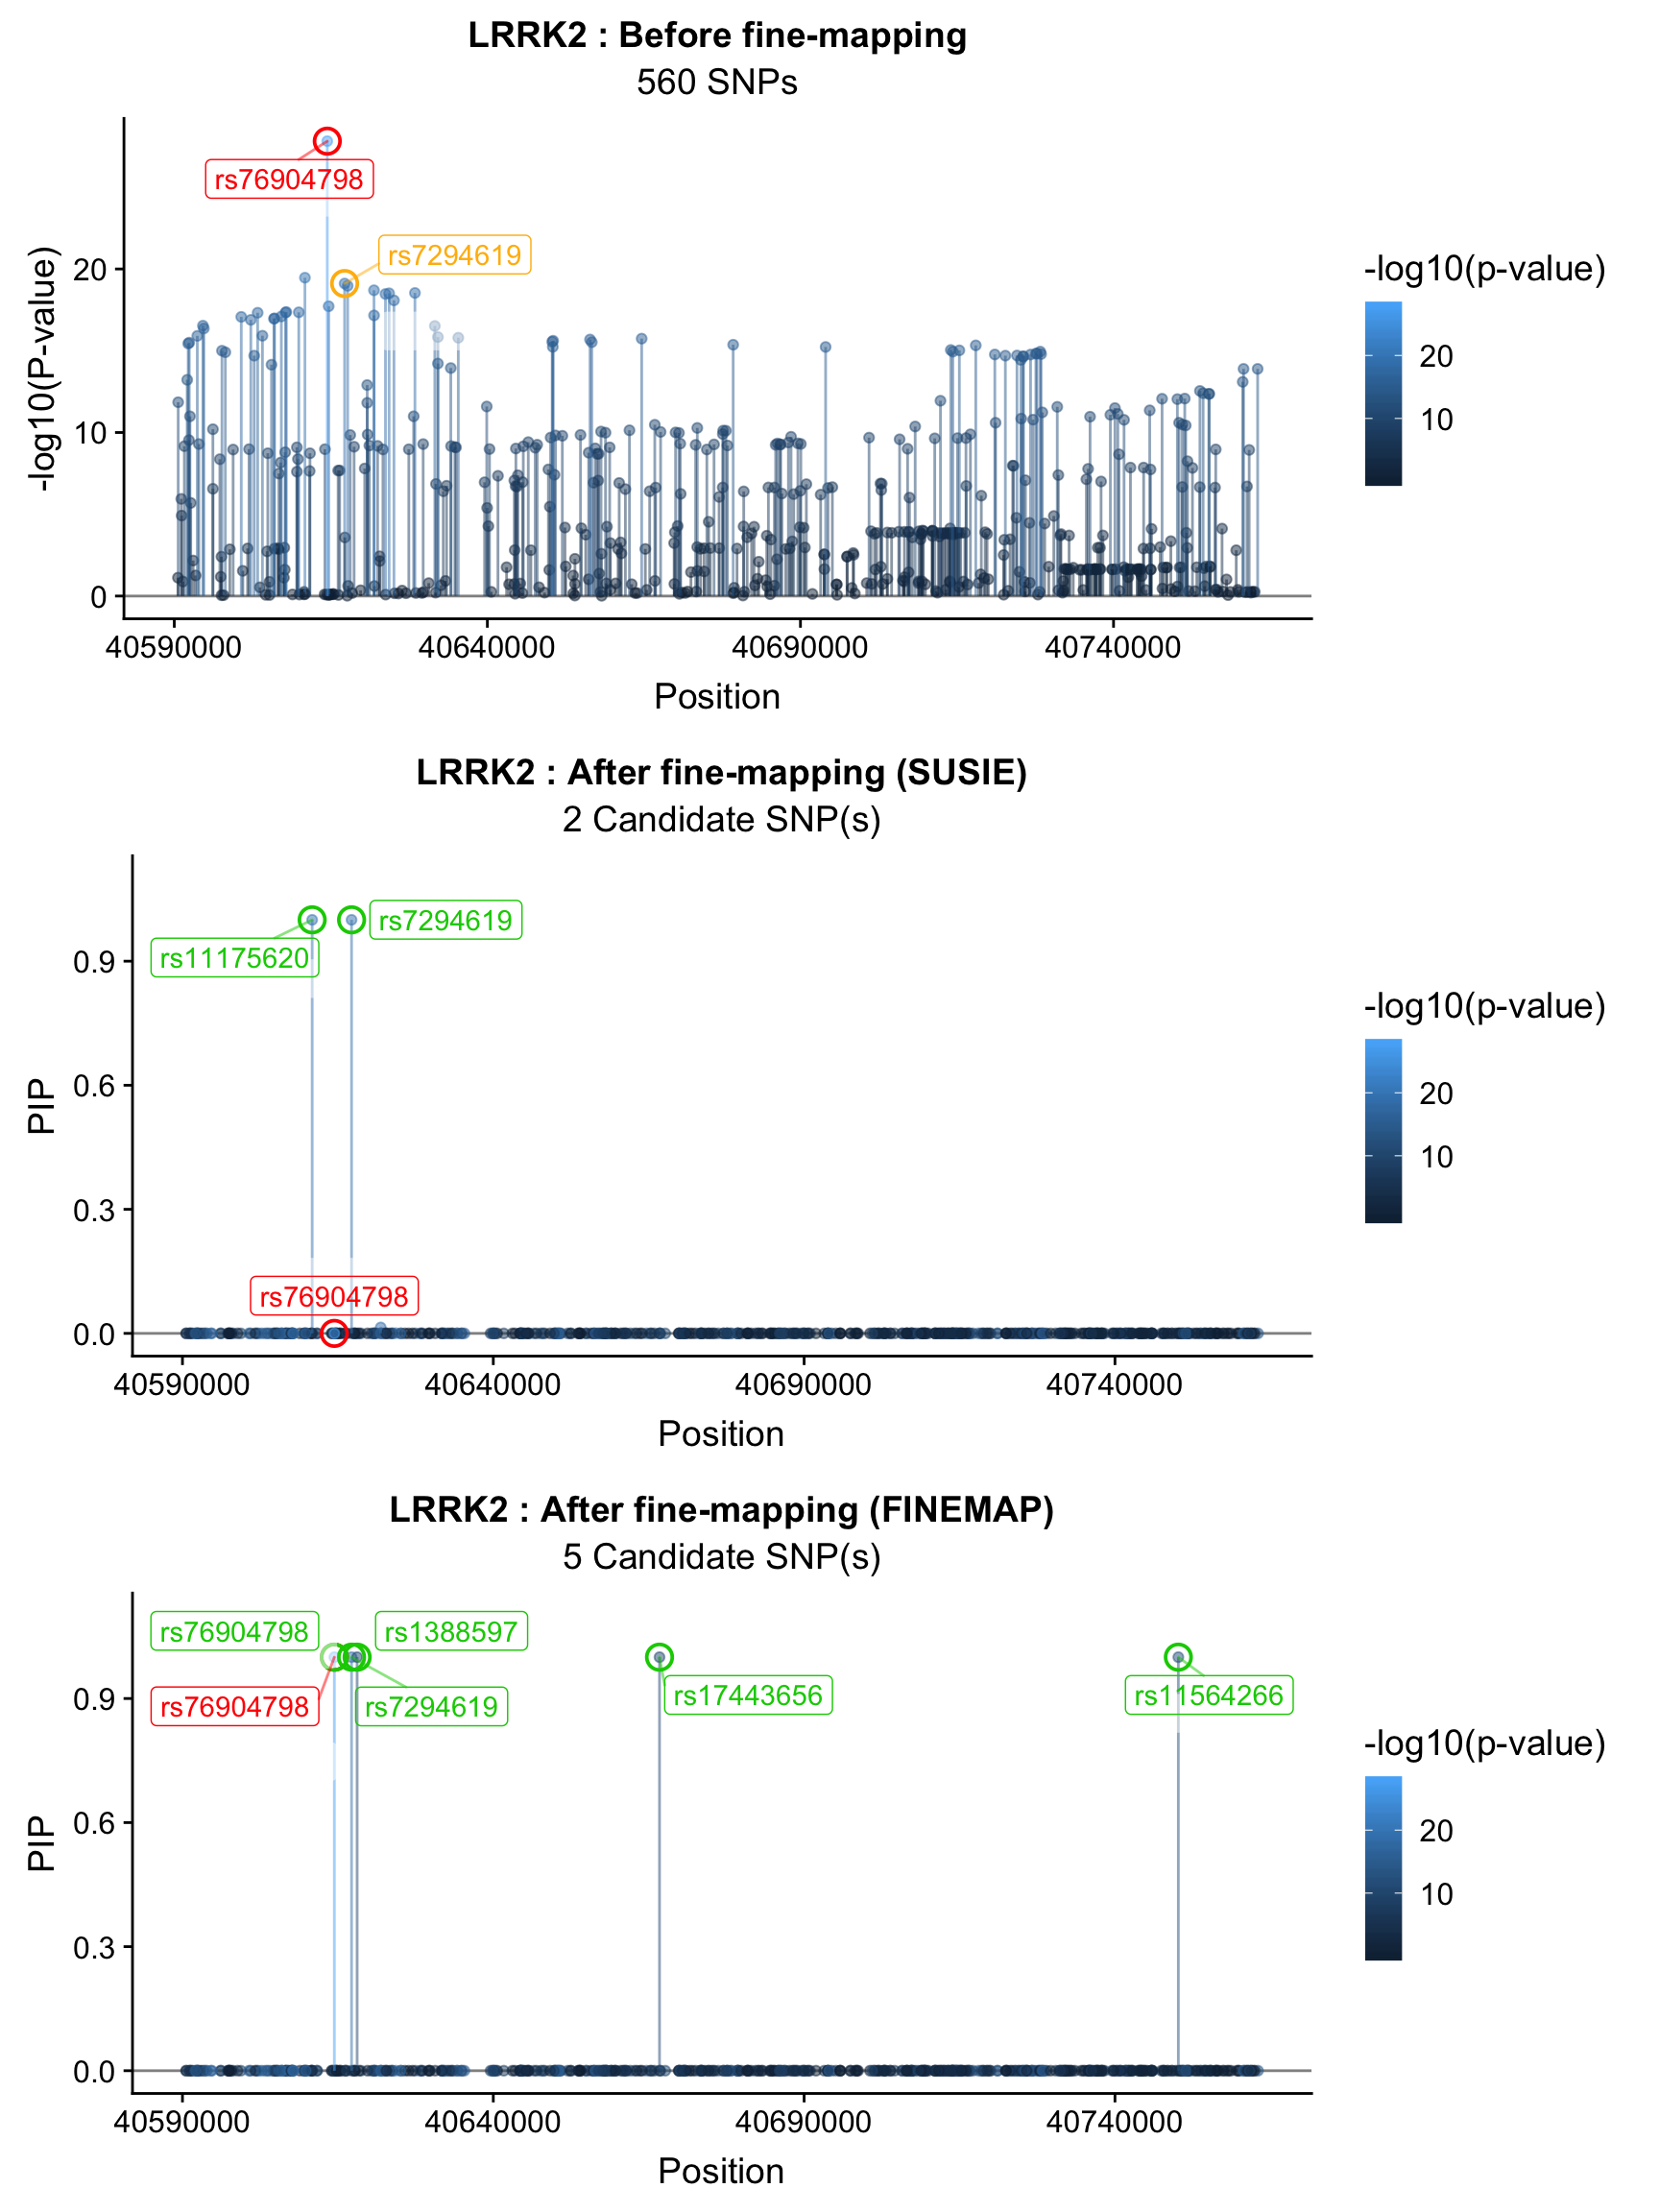 LRRK2 : Before fine-mapping
560 SNPs
rs76904798
rs7294619
-log10(P-value)
20
10
0
40590000
40640000
40690000
40740000
Position
-log10(p-value)
20
10
LRRK2 : After fine-mapping (SUSIE)
2 Candidate SNP(s)
rs7294619
rs11175620
rs76904798
PIP
0.9
0.6
0.3
0.0
40590000
40640000
40690000
40740000
Position
-log10(p-value)
20
10
LRRK2 : After fine-mapping (FINEMAP)
5 Candidate SNP(s)
rs76904798
rs1388597
rs76904798
rs7294619
rs17443656
rs11564266
PIP
0.9
0.6
0.3
0.0
40590000
40640000
40690000
40740000
Position
-log10(p-value)
20
10